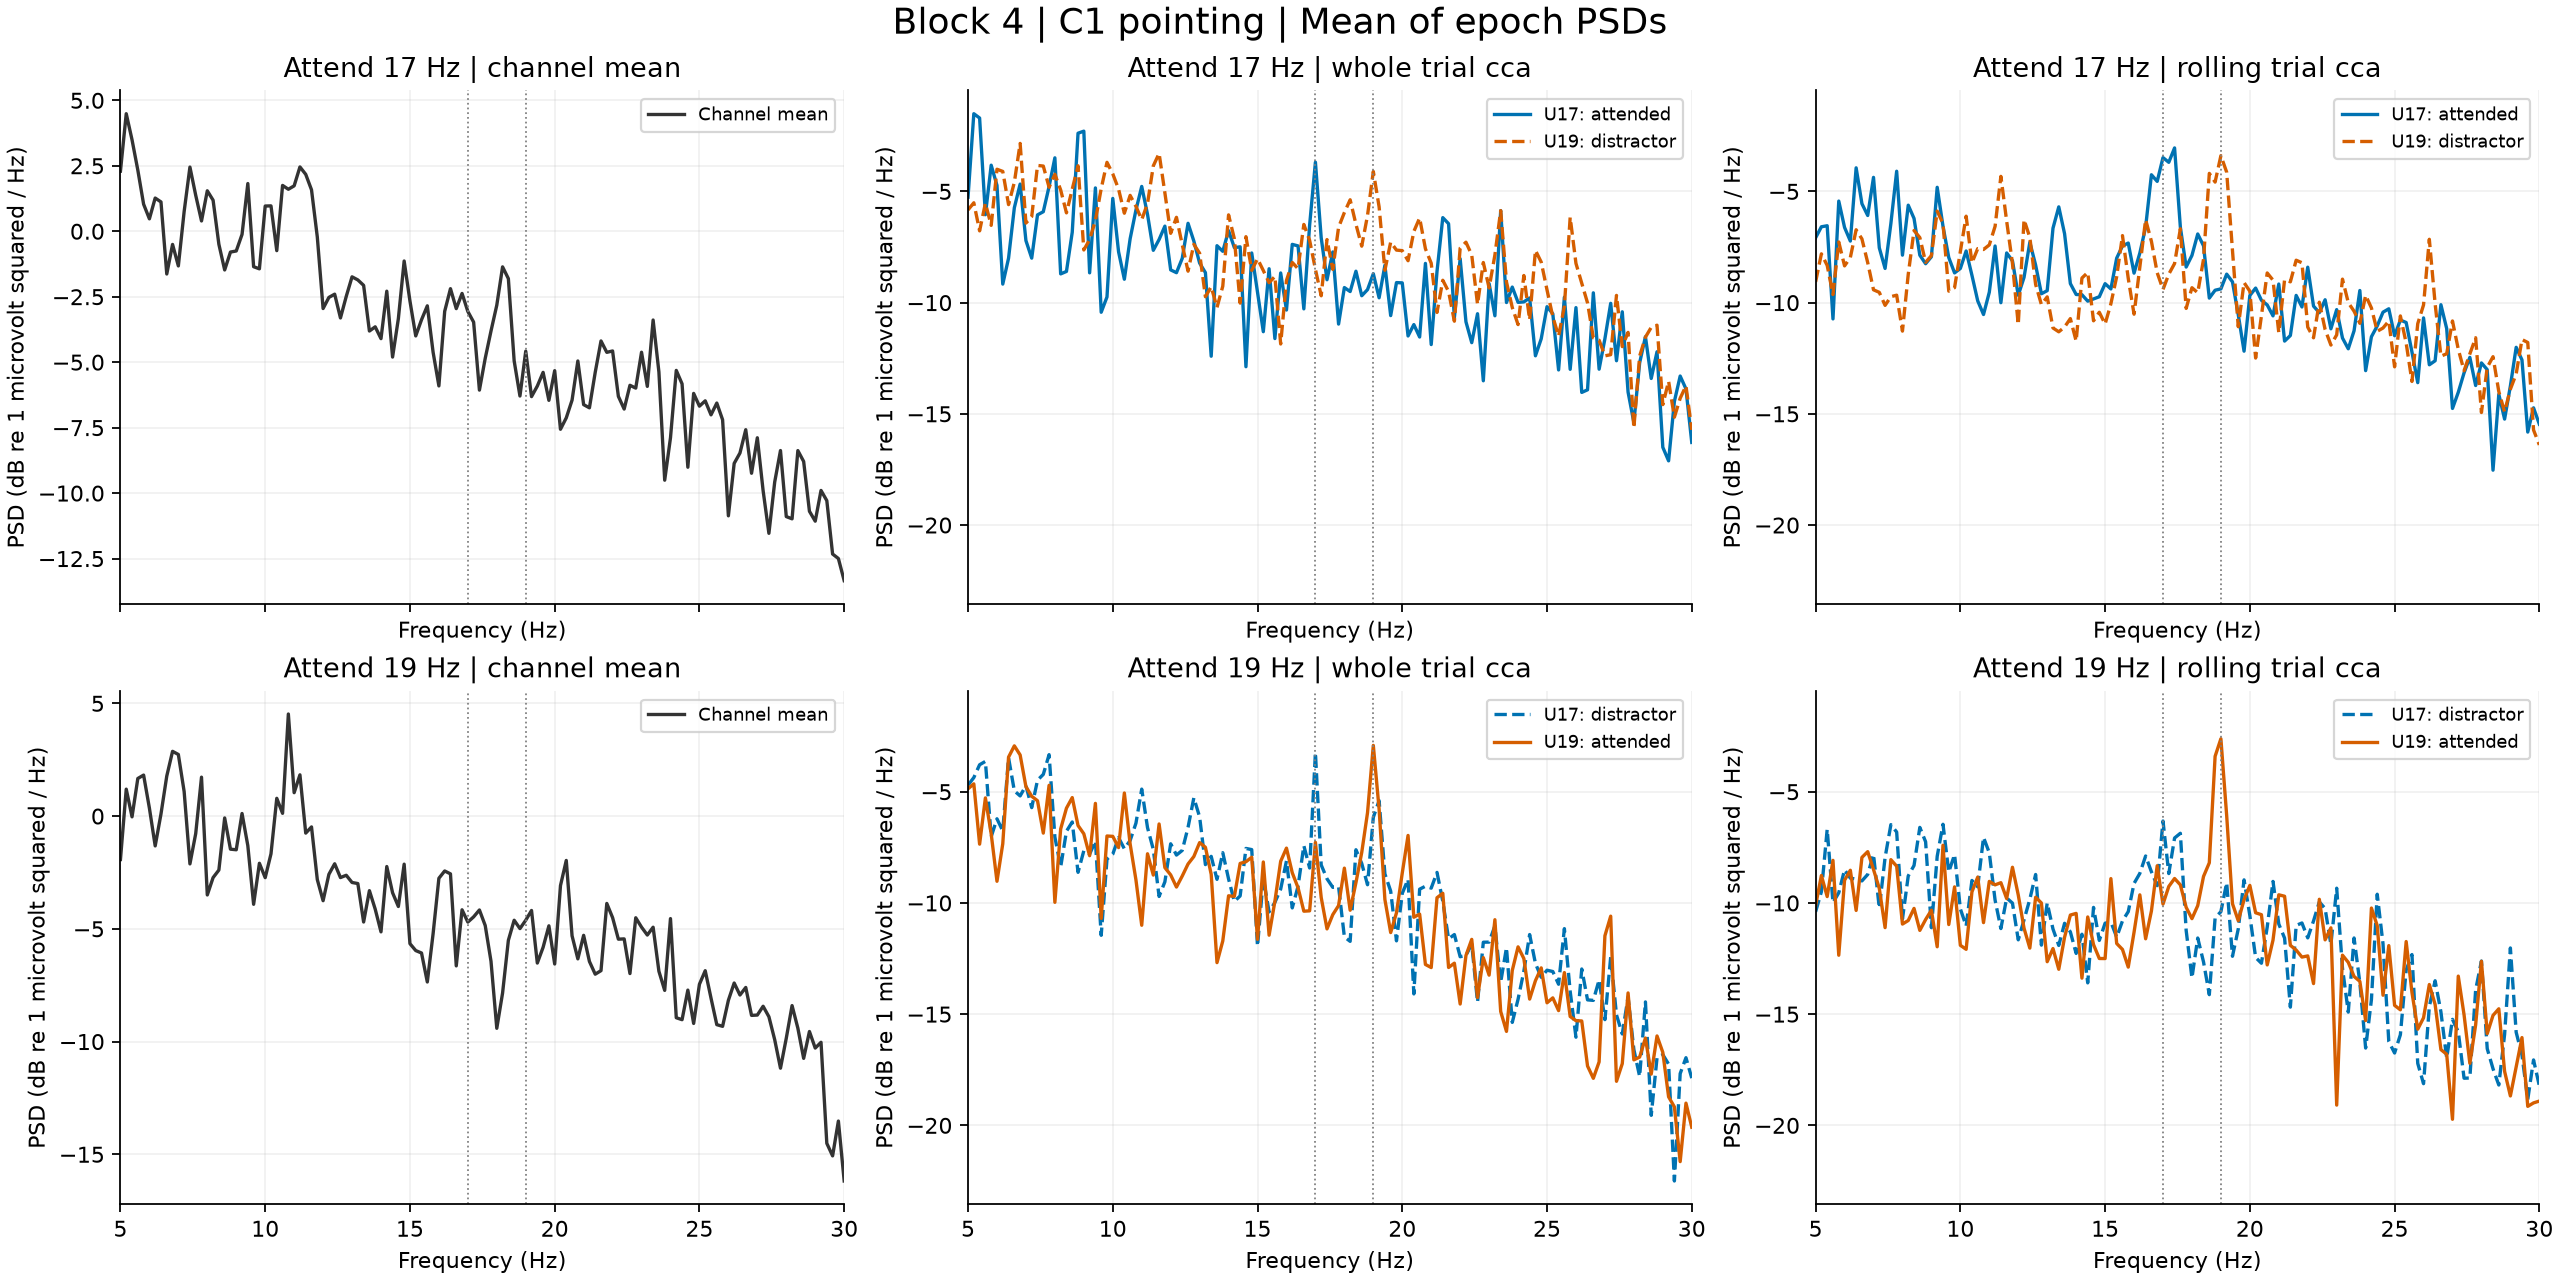 Block 4 | C1 pointing | Mean of epoch PSDs
Attend 17 Hz | channel mean
PSD (dB re 1 microvolt squared / Hz)
5.0
2.5
0.0
−2.5
−5.0
−7.5
−10.0
−12.5
Channel mean
Frequency (Hz)
Attend 17 Hz | whole trial cca
PSD (dB re 1 microvolt squared / Hz)
−5
−10
−15
−20
U17: attended
U19: distractor
Frequency (Hz)
Attend 17 Hz | rolling trial cca
PSD (dB re 1 microvolt squared / Hz)
−5
−10
−15
−20
U17: attended
U19: distractor
Frequency (Hz)
Attend 19 Hz | channel mean
PSD (dB re 1 microvolt squared / Hz)
5
0
−5
−10
−15
Channel mean
5 10 15 20 25 30
Frequency (Hz)
Attend 19 Hz | whole trial cca
PSD (dB re 1 microvolt squared / Hz)
−5
−10
−15
−20
U17: distractor
U19: attended
5 10 15 20 25 30
Frequency (Hz)
Attend 19 Hz | rolling trial cca
PSD (dB re 1 microvolt squared / Hz)
−5
−10
−15
−20
U17: distractor
U19: attended
5 10 15 20 25 30
Frequency (Hz)